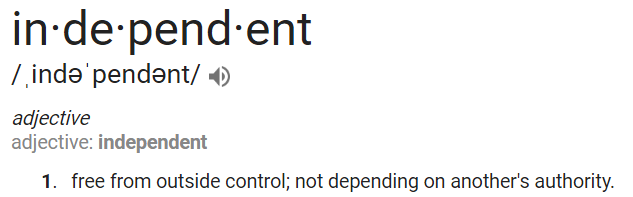 in·de·pend·ent
/ˌindəˈpendənt/
adjective
adjective: independent
1. free from outside control; not depending on another's authority.